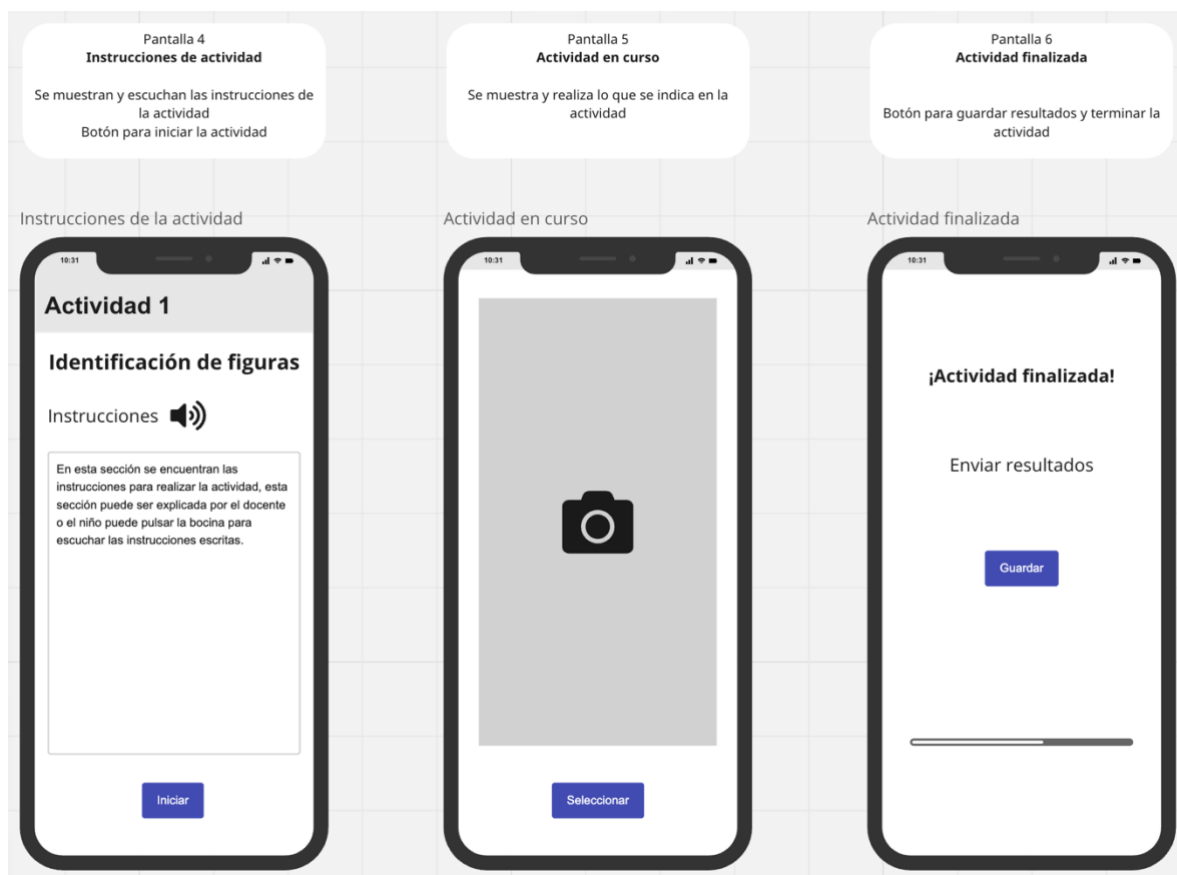 Pantalla 4
Instrucciones de actividad
Se muestran y escuchan las instrucciones de
la actividad
Botón para iniciar la actividad
Pantalla 5
Actividad en curso
Se muestra y realiza lo que se indica en la
actividad
Pantalla 6
Actividad finalizada
Botón para guardar resultados y terminar la
actividad
Instrucciones de la actividad
10:31
Actividad 1
Identificación de figuras
Instrucciones
En esta sección se encuentran las
instrucciones para realizar la actividad, esta
sección puede ser explicada por el docente
o el niño puede pulsar la bocina para
escuchar las instrucciones escritas.
Iniciar
Actividad en curso
10:31
Seleccionar
Actividad finalizada
10:31
¡Actividad finalizada!
Enviar resultados
Guardar